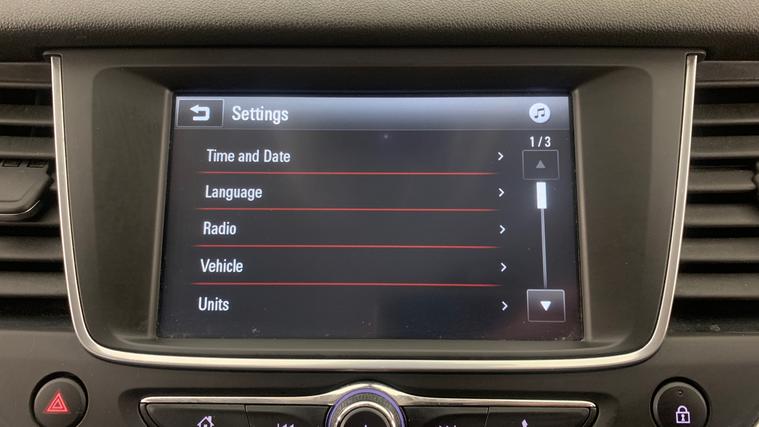 Settings
1/3
Time and Date
Language
Radio
Vehicle
Units